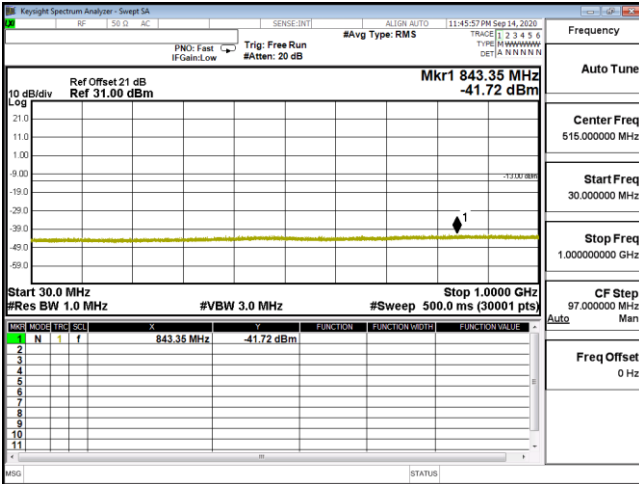 Keysight Spectrum Analyzer - Swept SA
RF 50 Ω AC SENSE:INT ALIGN AUTO 11:45:57 PM Sep 14, 2020
#Avg Type: RMS TRACE 1 2 3 4 5 6
PNO: Fast Trig: Free Run TYPE M WWWWW
IFGain:Low #Atten: 20 dB DET A N N N N N
Mkr1 843.35 MHz
Ref Offset 21 dB
10 dB/div Ref 31.00 dBm -41.72 dBm
Log
21.0
11.0
1.00
-9.00
-13.00 dBm
-19.0
-29.0
-39.0
-49.0
-59.0
1
Start 30.0 MHz Stop 1.0000 GHz
#Res BW 1.0 MHz #VBW 3.0 MHz #Sweep 500.0 ms (30001 pts)
MKR MODE TRC SCL X Y FUNCTION FUNCTION WIDTH FUNCTION VALUE
1 N 1 f 843.35 MHz -41.72 dBm
2
3
4
5
6
7
8
9
10
11
MSG STATUS
Frequency
Auto Tune
Center Freq
515.000000 MHz
Start Freq
30.000000 MHz
Stop Freq
1.000000000 GHz
CF Step
97.000000 MHz
Auto Man
Freq Offset
0 Hz